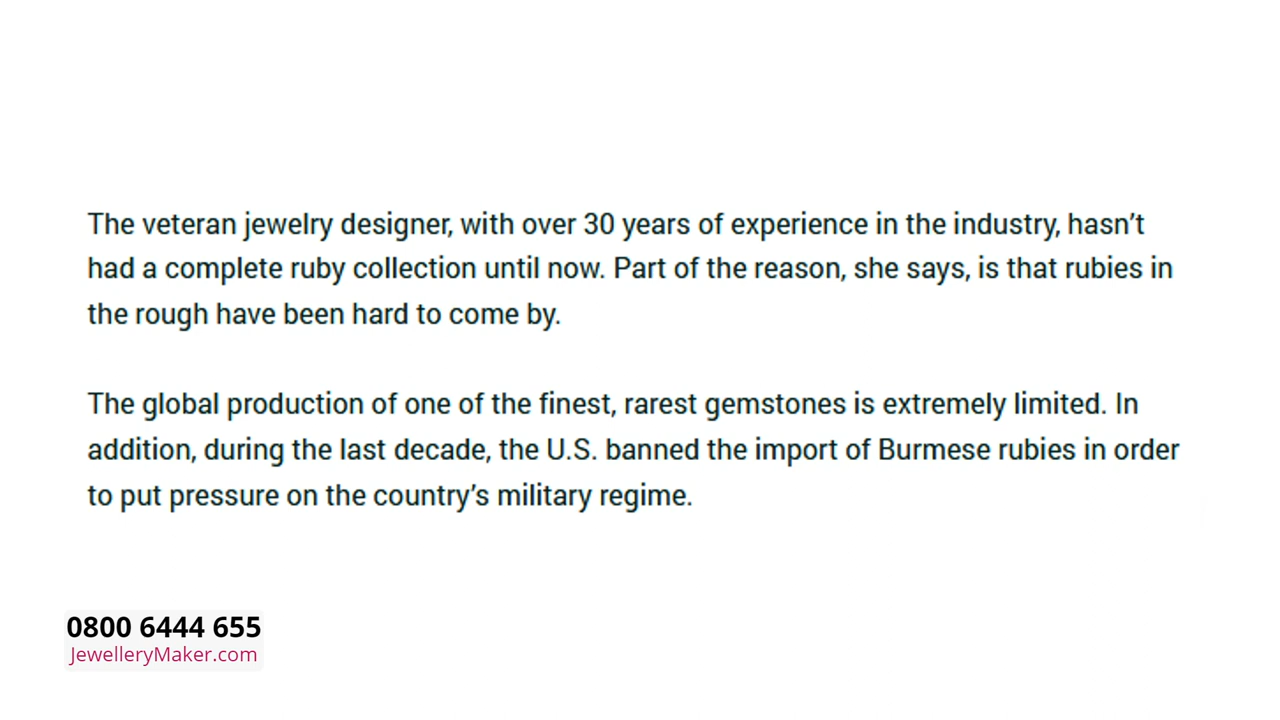 The veteran jewelry designer, with over 30 years of experience in the industry, hasn’t
had a complete ruby collection until now. Part of the reason, she says, is that rubies in
the rough have been hard to come by.
The global production of one of the finest, rarest gemstones is extremely limited. In
addition, during the last decade, the U.S. banned the import of Burmese rubies in order
to put pressure on the country’s military regime.
0800 6444 655
JewelleryMaker.com